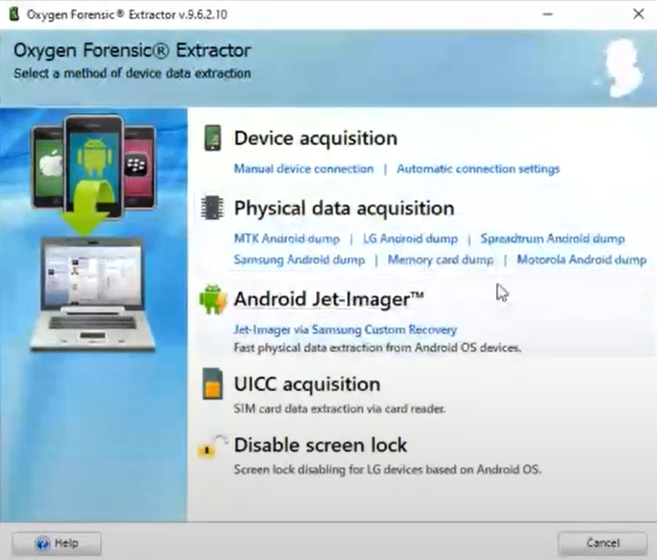 Oxygen Forensic® Extractor v.9.6.2.10
Oxygen Forensic® Extractor
Select a method of device data extraction
Device acquisition
Manual device connection | Automatic connection settings
Physical data acquisition
MTK Android dump | LG Android dump | Spreadtrum Android dump
Samsung Android dump | Memory card dump | Motorola Android dump
Android Jet-Imager™
Jet-Imager via Samsung Custom Recovery
Fast physical data extraction from Android OS devices.
UICC acquisition
SIM card data extraction via card reader.
Disable screen lock
Screen lock disabling for LG devices based on Android OS.
Help
Cancel